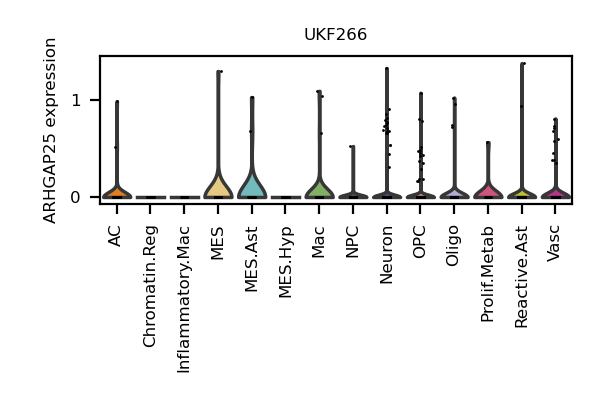 UKF266
ARHGAP25 expression
1
0
AC
Chromatin.Reg
Inflammatory.Mac
MES
MES.Ast
MES.Hyp
Mac
NPC
Neuron
OPC
Oligo
Prolif.Metab
Reactive.Ast
Vasc